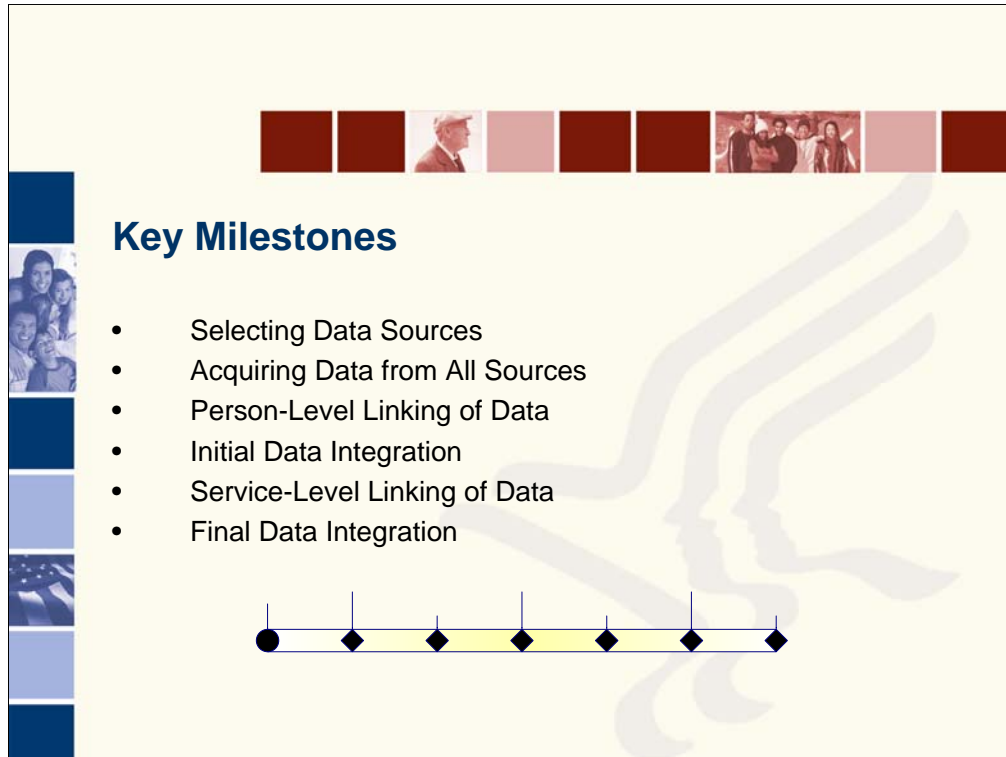 Key Milestones
• Selecting Data Sources
• Acquiring Data from All Sources
• Person-Level Linking of Data
• Initial Data Integration
• Service-Level Linking of Data
• Final Data Integration